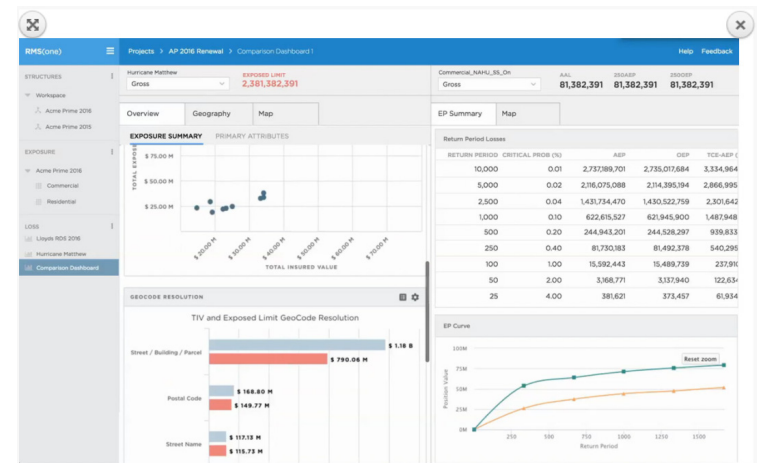 RMS(one)
Projects > AP 2016 Renewal > Comparison Dashboard 1
Help Feedback
STRUCTURES
Workspace
Acme Prime 2016
Acme Prime 2015
EXPOSURE
Acme Prime 2016
Commercial
Residential
LOSS
Lloyds RDS 2016
Hurricane Matthew
Comparison Dashboard
Hurricane Matthew
Gross
EXPOSED LIMIT
2,381,382,391
Overview Geography Map
EXPOSURE SUMMARY PRIMARY ATTRIBUTES
TOTAL EXPOS
$ 75.00 M
$ 50.00 M
$ 25.00 M
$ 20.00 M $ 30.00 M $ 40.00 M $ 50.00 M $ 60.00 M $ 70.00 M
TOTAL INSURED VALUE
GEOCODE RESOLUTION
TIV and Exposed Limit GeoCode Resolution
Street / Building / Parcel
$ 1.18 B
$ 790.06 M
Postal Code
$ 168.80 M
$ 149.77 M
Street Name
$ 117.13 M
$ 115.73 M
Commercial_NAHU_SS_On
Gross
AAL 250AEP 250OEP
81,382,391 81,382,391 81,382,391
EP Summary Map
Return Period Losses
RETURN PERIOD CRITICAL PROB (%) AEP OEP TCE-AEP (
10,000 0.01 2,737,189,701 2,735,017,684 3,334,964
5,000 0.02 2,116,075,088 2,114,395,194 2,866,995
2,500 0.04 1,431,734,470 1,430,522,759 2,301,642
1,000 0.10 622,615,527 621,945,900 1,487,948
500 0.20 244,943,201 244,528,297 939,833
250 0.40 81,730,183 81,492,378 540,295
100 1.00 15,592,443 15,489,739 237,910
50 2.00 3,168,771 3,137,940 122,634
25 4.00 381,621 373,457 61,934
EP Curve
Reset zoom
Position Value
100M
75M
50M
25M
0M
250 500 750 1000 1250 1500
Return Period